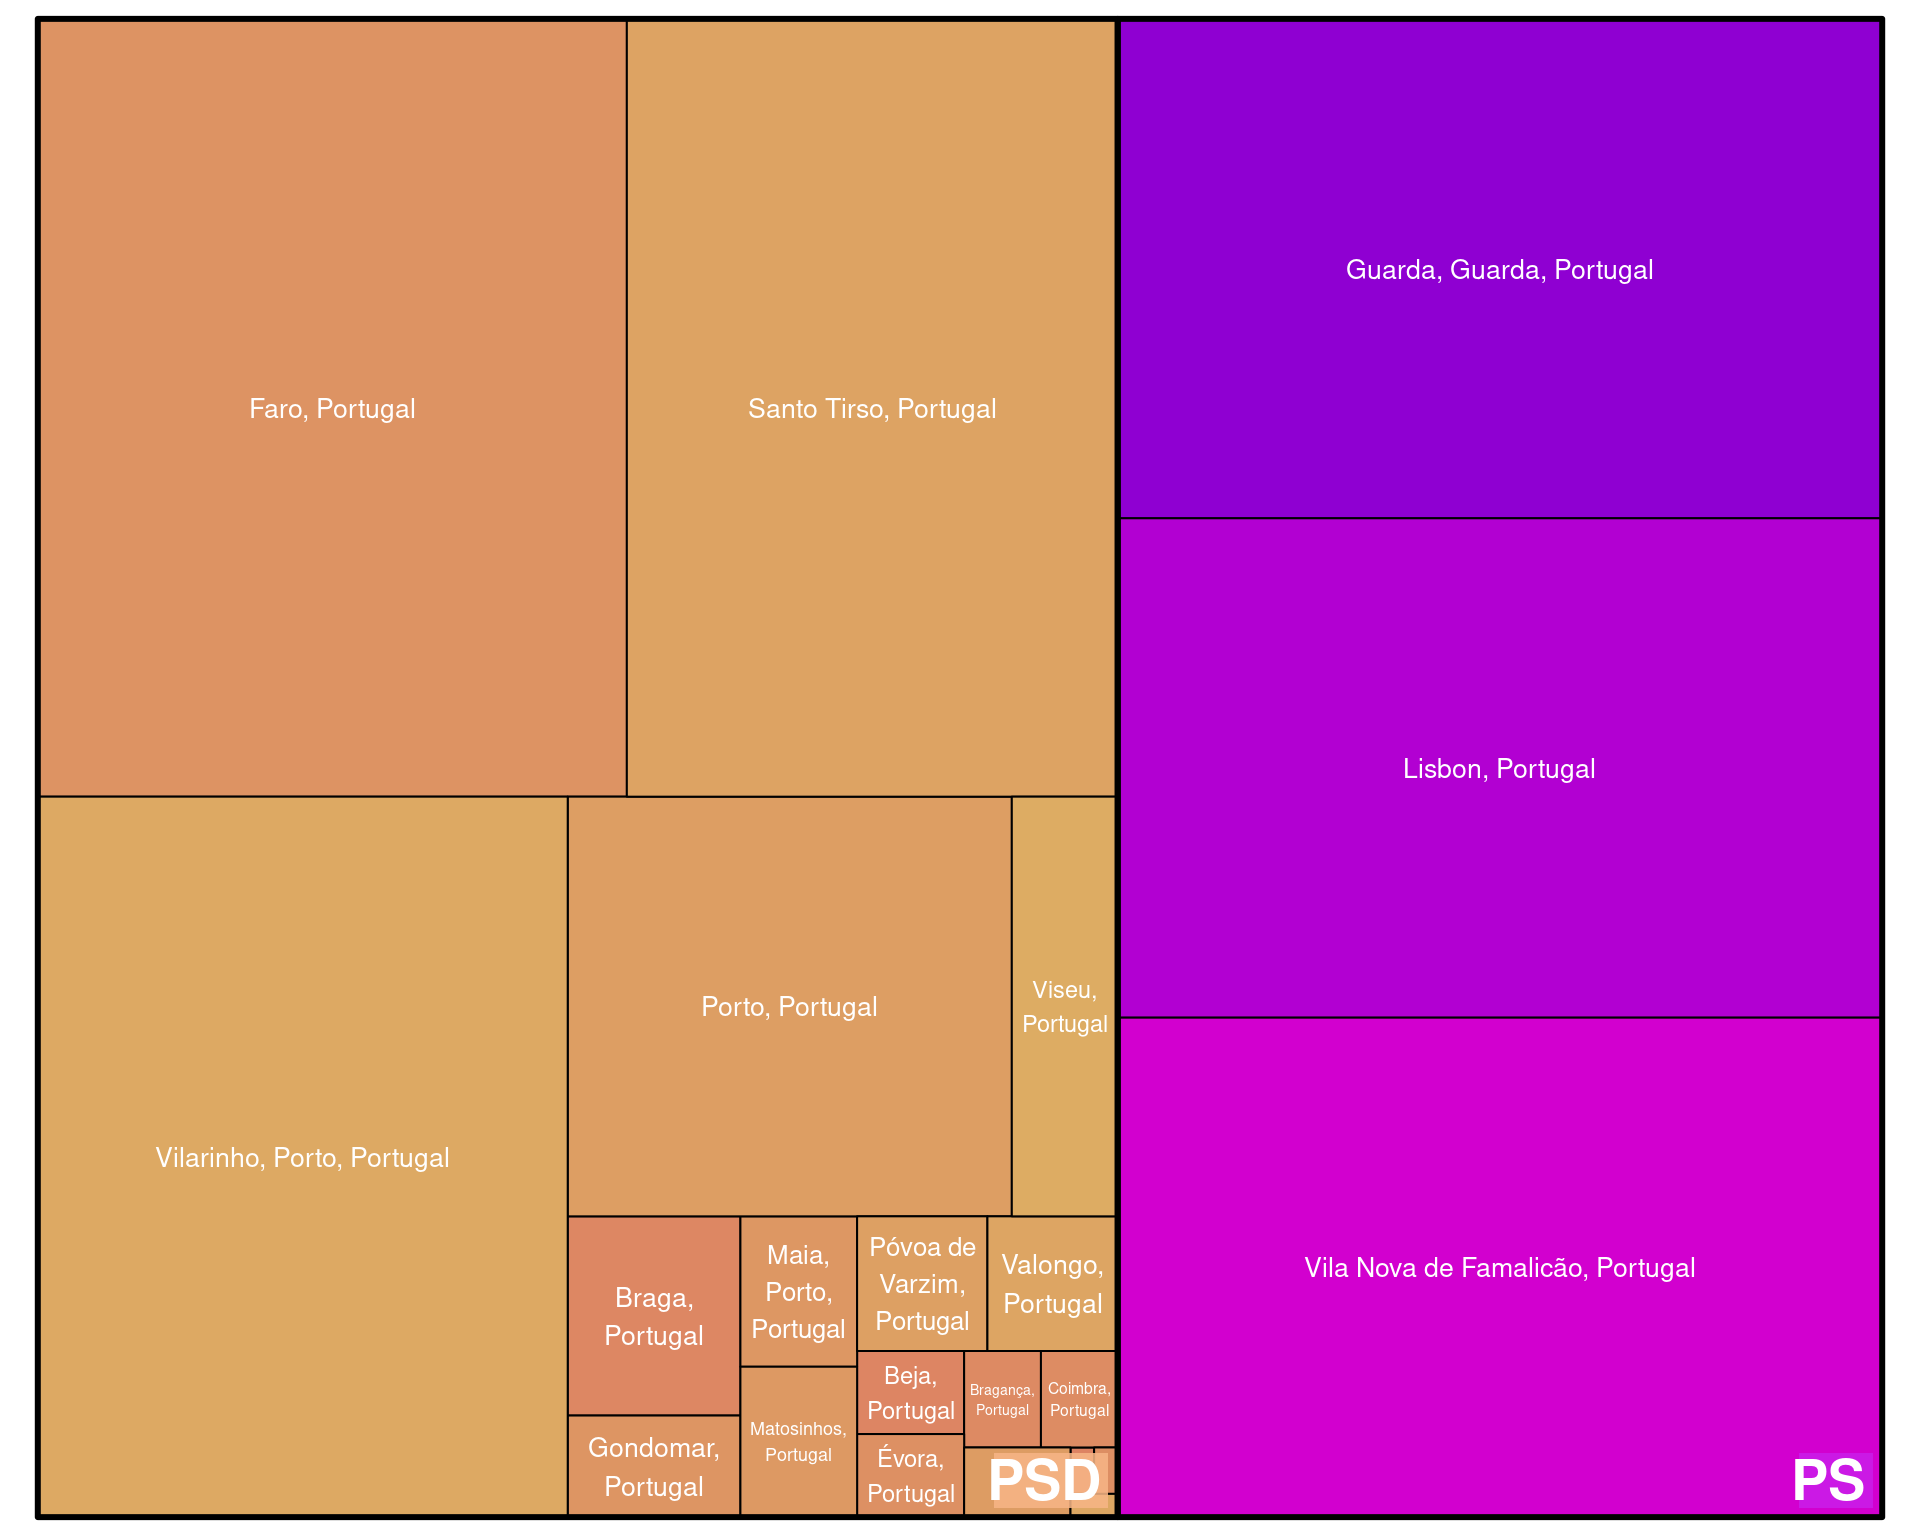 Faro, Portugal
Santo Tirso, Portugal
Guarda, Guarda, Portugal
Lisbon, Portugal
Vilarinho, Porto, Portugal
Porto, Portugal
Viseu,
Portugal
Vila Nova de Famalicão, Portugal
Braga,
Portugal
Maia,
Porto,
Portugal
Póvoa de
Varzim,
Portugal
Valongo,
Portugal
Gondomar,
Portugal
Matosinhos,
Portugal
Beja,
Portugal
Bragança,
Portugal
Coimbra,
Portugal
Évora,
Portugal
PSD
PS